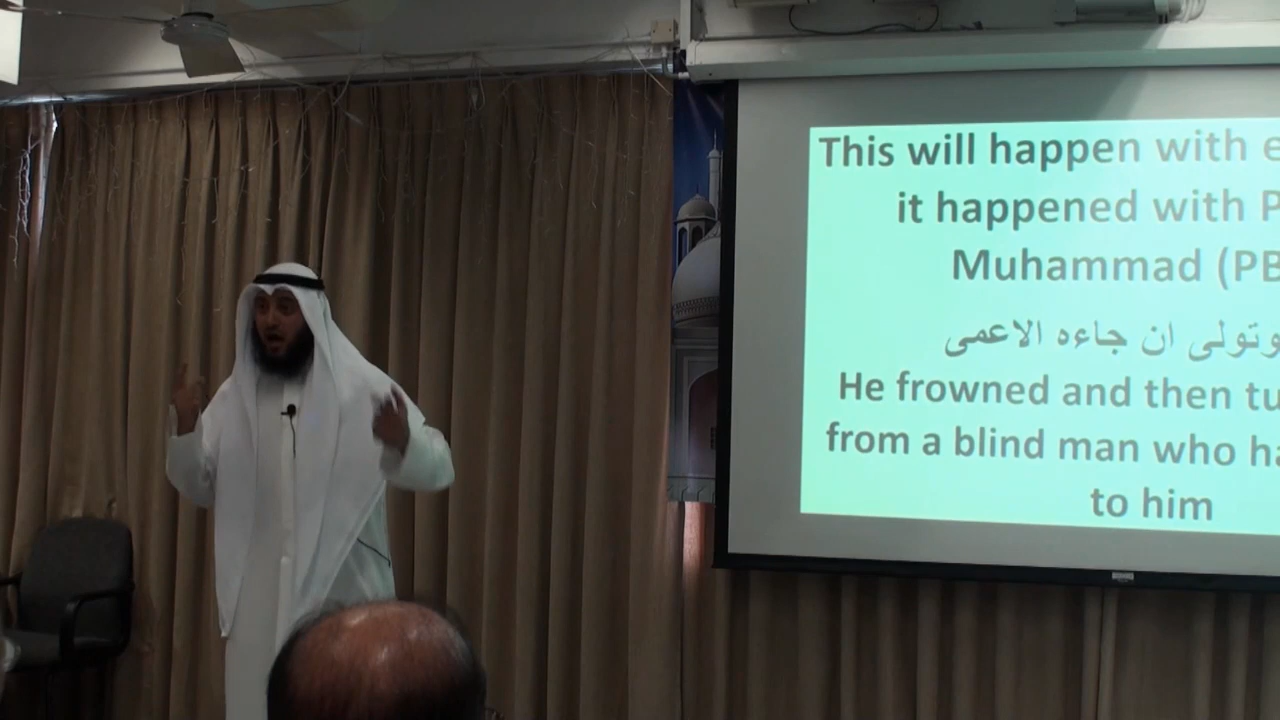 This will happen with
it happened with
Muhammad (PB
وتولى ان جاءه الاعمى
He frowned and then tu
from a blind man who ha
to him